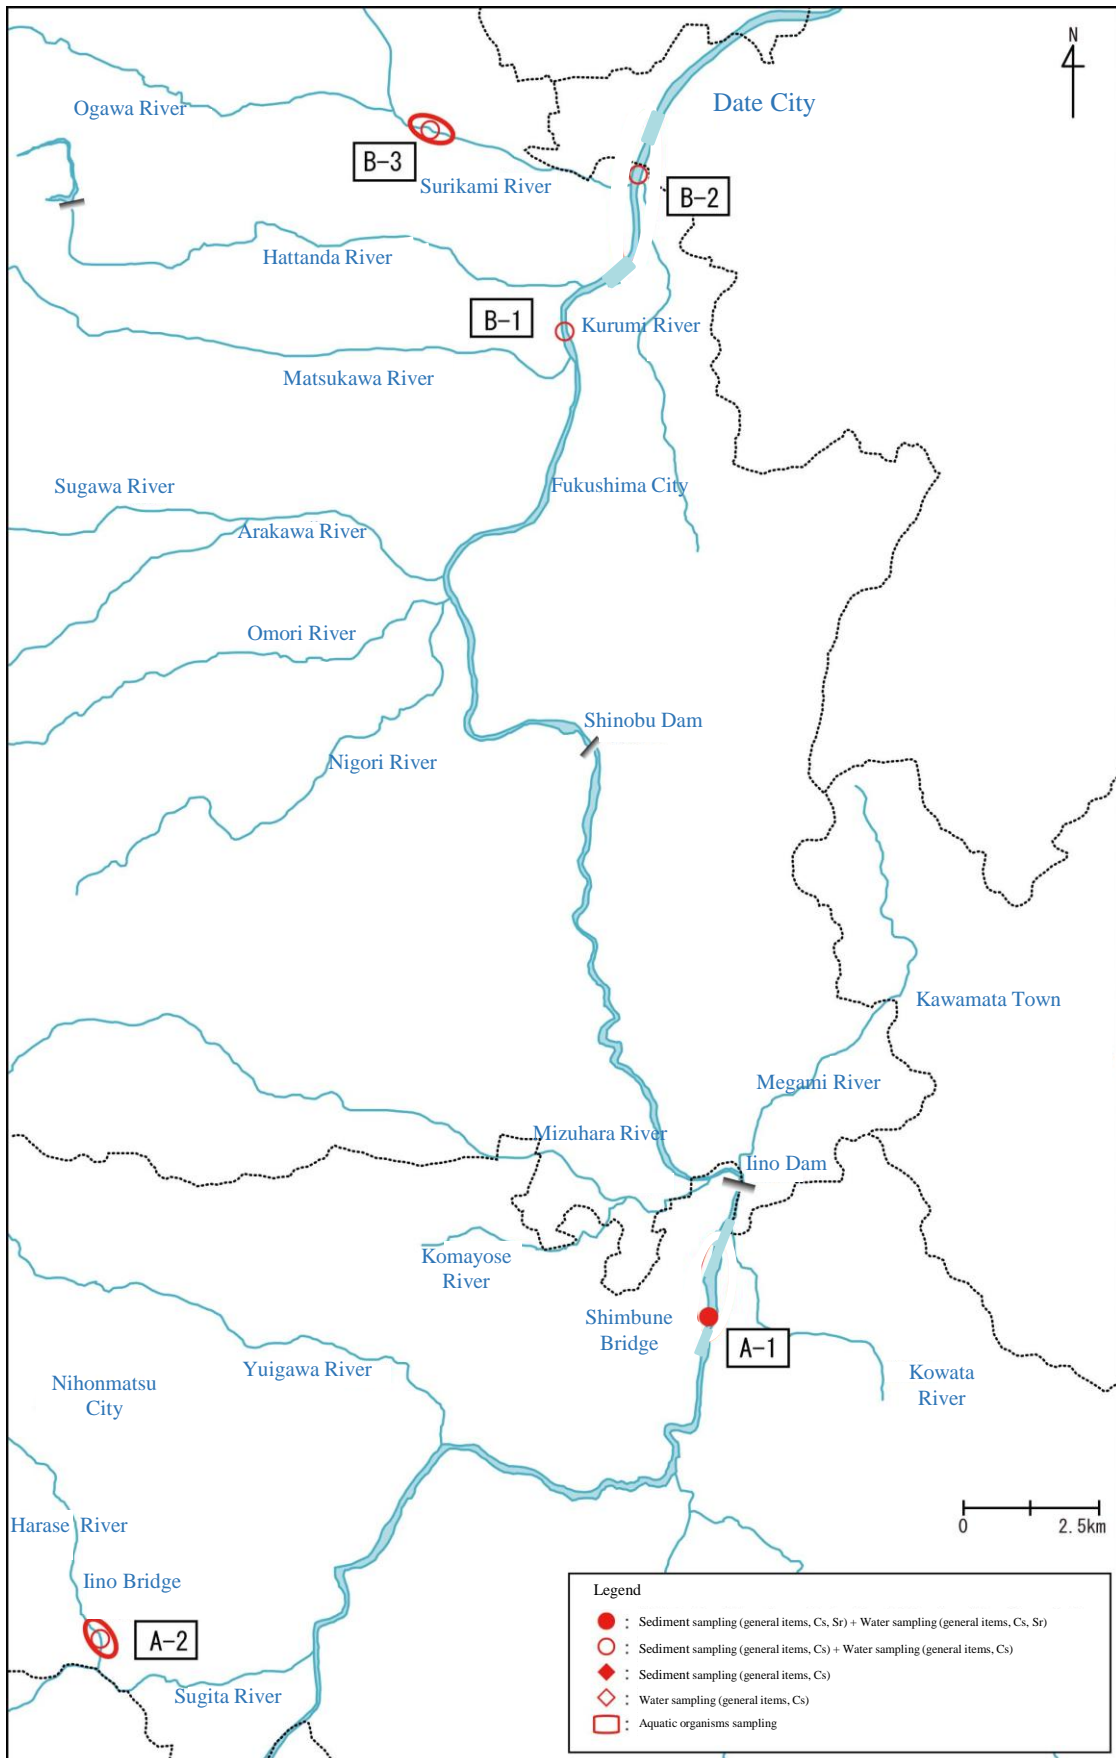 N
Date City
Ogawa River
B-3
Surikami River
B-2
Hattanda River
B-1
Kurumi River
Matsukawa River
Sugawa River
Fukushima City
Arakawa River
Omori River
Shinobu Dam
Nigori River
Kawamata Town
Megami River
Mizuhara River
Iino Dam
Komayose
River
Shimbune
Bridge
A-1
Yuigawa River
Nihonmatsu
City
Kowata
River
Harase River
0 2.5km
Iino Bridge
A-2
Sugita River
Legend
: Sediment sampling (general items, Cs, Sr) + Water sampling (general items, Cs, Sr)
: Sediment sampling (general items, Cs) + Water sampling (general items, Cs)
: Sediment sampling (general items, Cs)
: Water sampling (general items, Cs)
: Aquatic organisms sampling